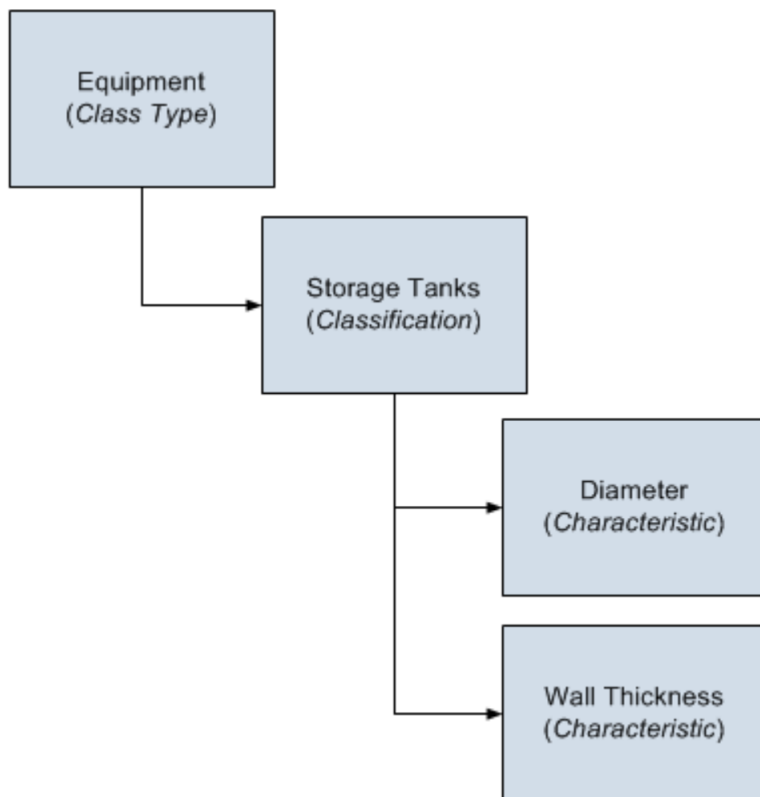 Equipment
(Class Type)
Storage Tanks
(Classification)
Diameter
(Characteristic)
Wall Thickness
(Characteristic)